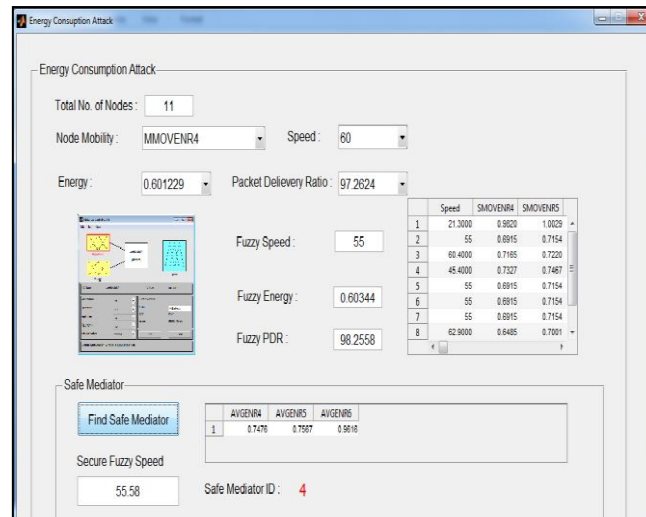 Energy Consuption Attack
Energy Consumption Attack
Total No. of Nodes : 11
Node Mobility : MMOVENR4 Speed : 60
Energy : 0.601229 Packet Delievery Ratio : 97.2624
Speed SMOVENR4 SMOVENR5
1 21.3000 0.9820 1.0029
2 55 0.6915 0.7154
3 60.4000 0.7165 0.7220
4 45.4000 0.7327 0.7467
5 55 0.6915 0.7154
6 55 0.6915 0.7154
7 55 0.6915 0.7154
8 62.9000 0.6485 0.7001
Fuzzy Speed : 55
Fuzzy Energy : 0.60344
Fuzzy PDR : 98.2558
Safe Mediator
Find Safe Mediator
AVGENR4 AVGENR5 AVGENR6
1 0.7476 0.7567 0.9616
Secure Fuzzy Speed
55.58
Safe Mediator ID : 4